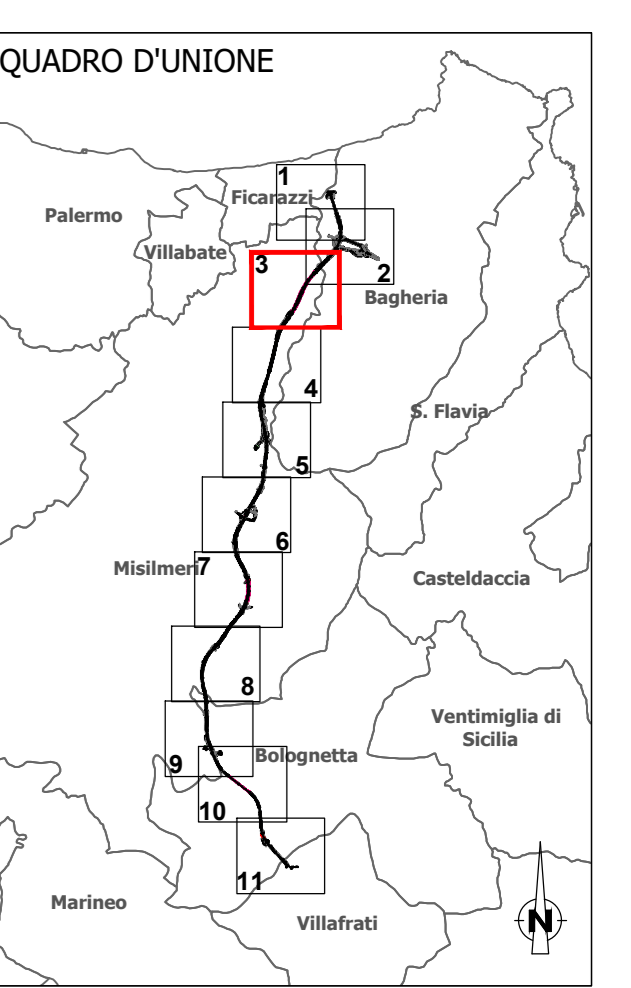 QUADRO D'UNIONE
1
Ficarazzi
Palermo
Villabate
3
2
Bagheria
4
S. Flavia
5
6
Misilmeri
7
Casteldaccia
8
Ventimiglia di
Sicilia
Bolognetta
9
10
11
Marineo
Villafrati
N